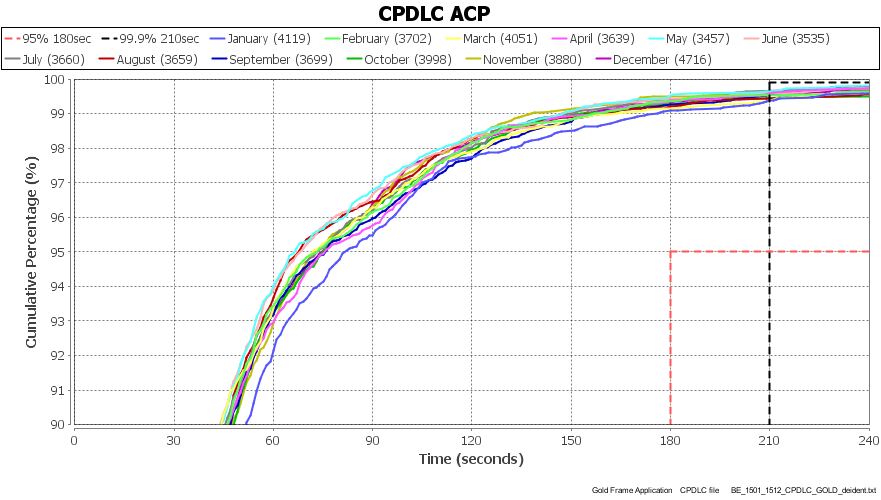 CPDLC ACP
95% 180sec 99.9% 210sec January (4119) February (3702) March (4051) April (3639) May (3457) June (3535)
July (3660) August (3659) September (3699) October (3998) November (3880) December (4716)
100
99
98
97
96
95
94
93
92
91
90
Cumulative Percentage (%)
0 30 60 90 120 150 180 210 240
Time (seconds)
Gold Frame Application CPDLC file BE_1501_1512_CPDLC_GOLD_deident.txt